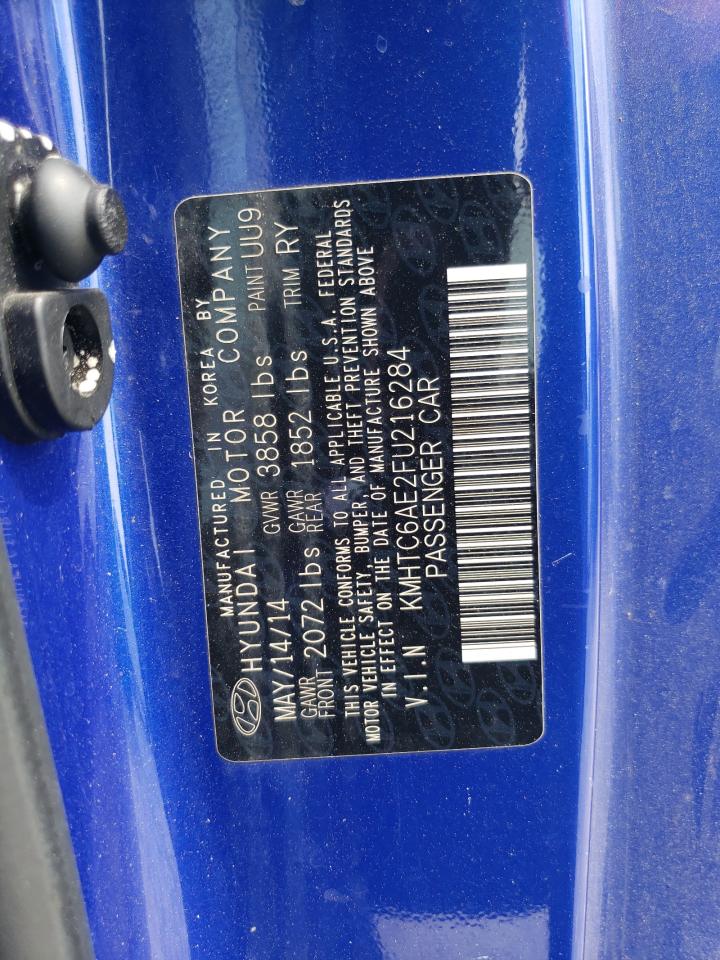 MANUFACTURED IN KOREA BY
HYUNDAI MOTOR COMPANY
MAY/14/14 GVWR 3858 lbs PAINT UU9
GAWR FRONT 2072 lbs GAWR REAR 1852 lbs TRIM RY
THIS VEHICLE CONFORMS TO ALL APPLICABLE U.S.A. FEDERAL
MOTOR VEHICLE SAFETY, BUMPER, AND THEFT PREVENTION STANDARDS
IN EFFECT ON THE DATE OF MANUFACTURE SHOWN ABOVE
V.I.N KMHTC6AE2FU216284
PASSENGER CAR